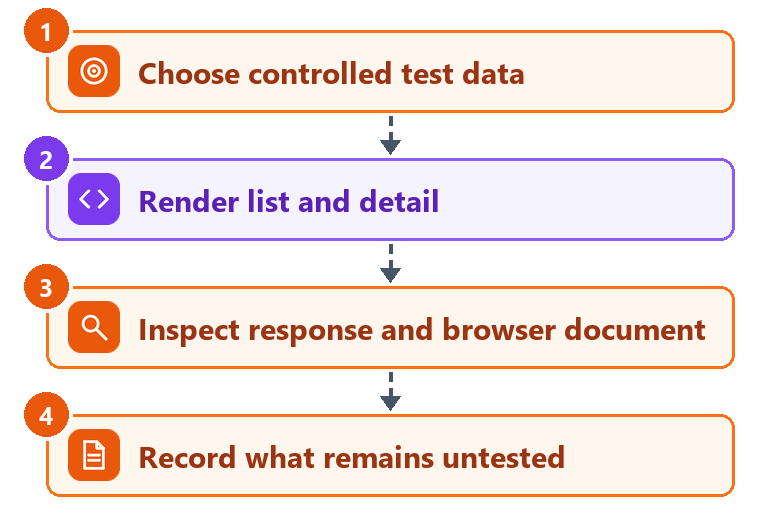 1
Choose controlled test data
2
Render list and detail
3
Inspect response and browser document
4
Record what remains untested